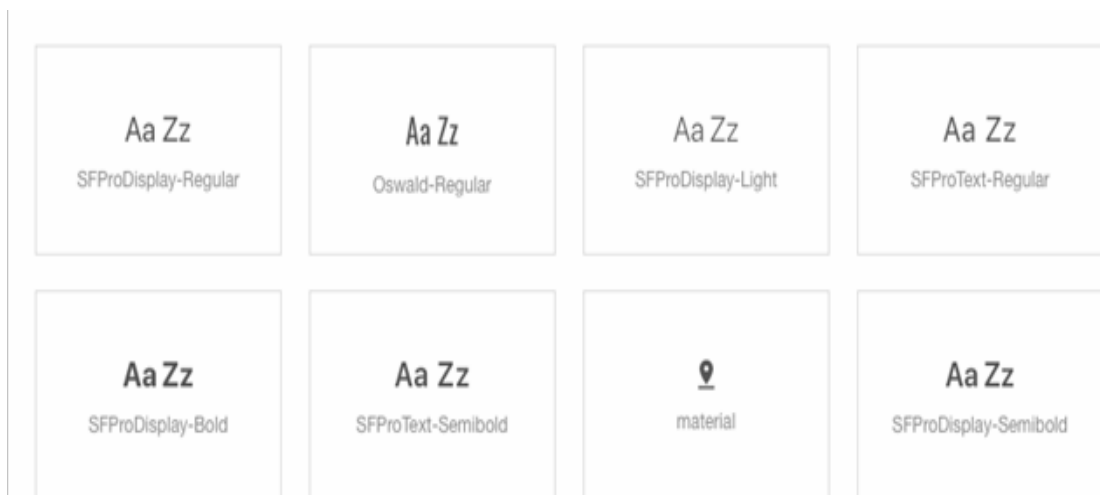 Aa Zz
SFProDisplay-Regular
Aa Zz
Oswald-Regular
Aa Zz
SFProDisplay-Light
Aa Zz
SFProText-Regular
Aa Zz
SFProDisplay-Bold
Aa Zz
SFProText-Semibold
material
Aa Zz
SFProDisplay-Semibold